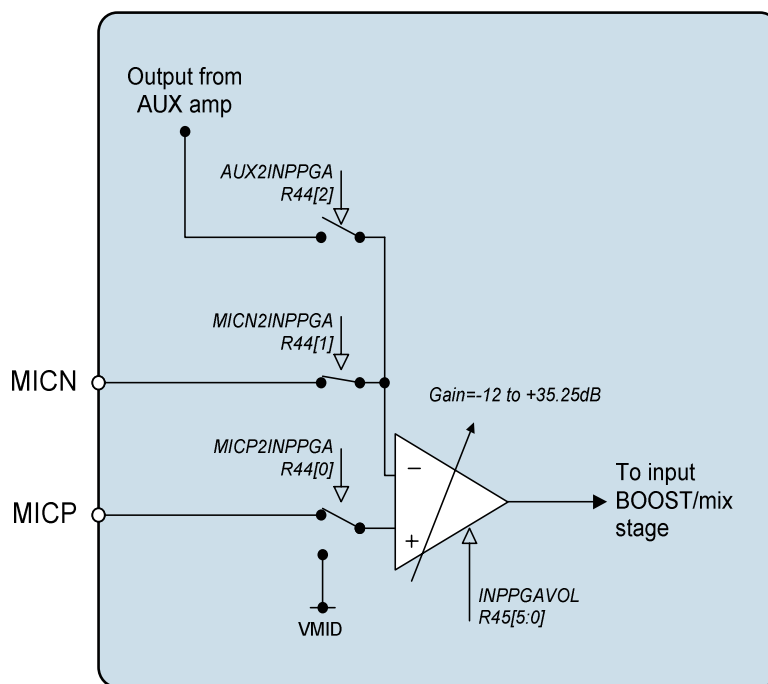 Output from
AUX amp
AUX2INPPGA
R44[2]
MICN2INPPGA
R44[1]
MICN
Gain=-12 to +35.25dB
MICP2INPPGA
R44[0]
MICP
−
+
To input
BOOST/mix
stage
VMID
INPPGAVOL
R45[5:0]